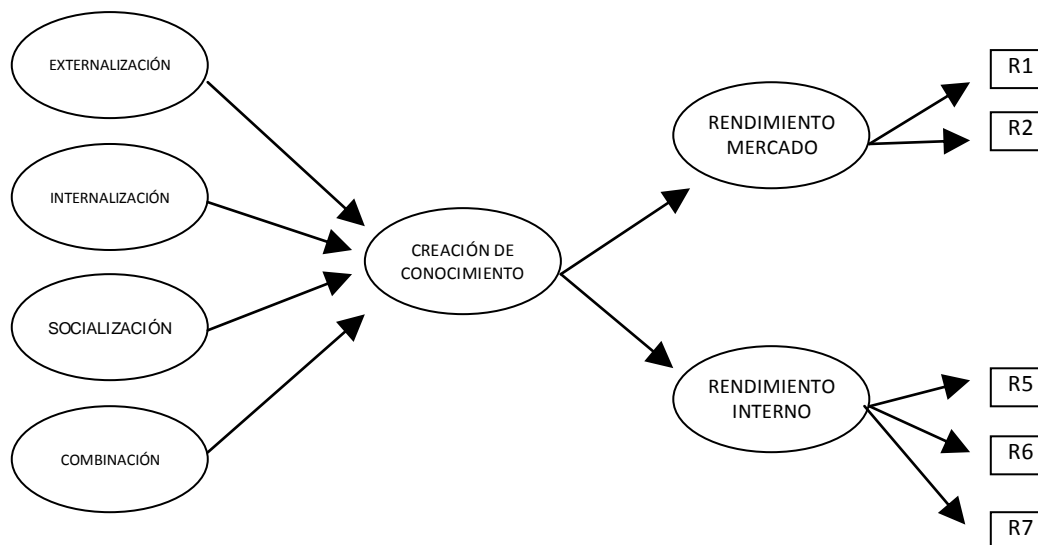 EXTERNALIZACIÓN
INTERNALIZACIÓN
SOCIALIZACIÓN
COMBINACIÓN
CREACIÓN DE
CONOCIMIENTO
RENDIMIENTO
MERCADO
RENDIMIENTO
INTERNO
R1
R2
R5
R6
R7